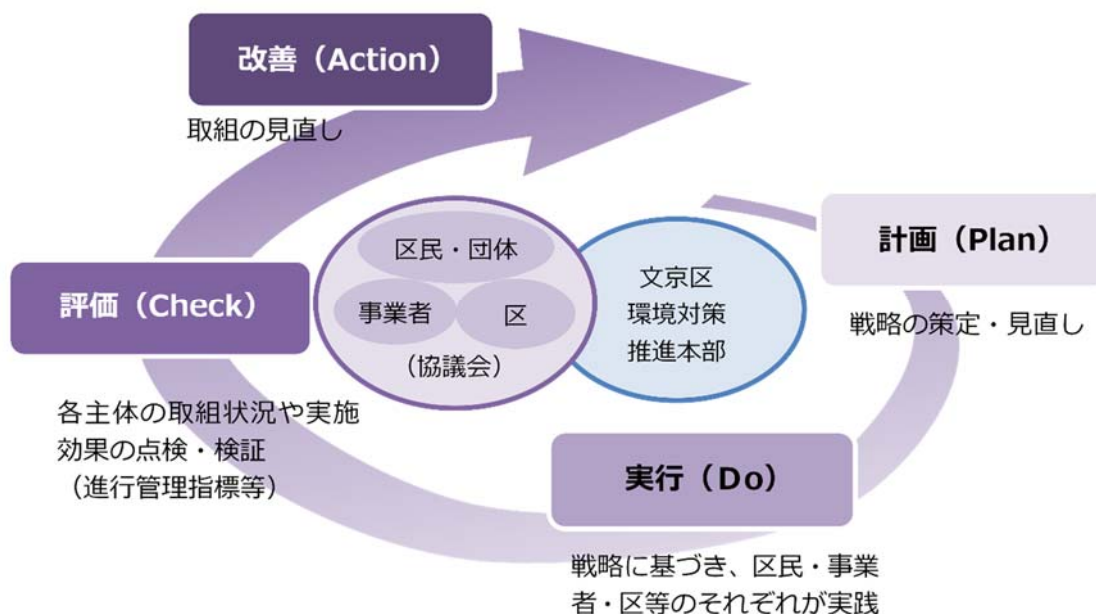 改善（Action）
取組の見直し
計画（Plan）
戦略の策定・見直し
区民・団体
事業者
区
（協議会）
文京区
環境対策
推進本部
評価（Check）
各主体の取組状況や実施
効果の点検・検証
（進行管理指標等）
実行（Do）
戦略に基づき、区民・事業
者・区等のそれぞれが実践